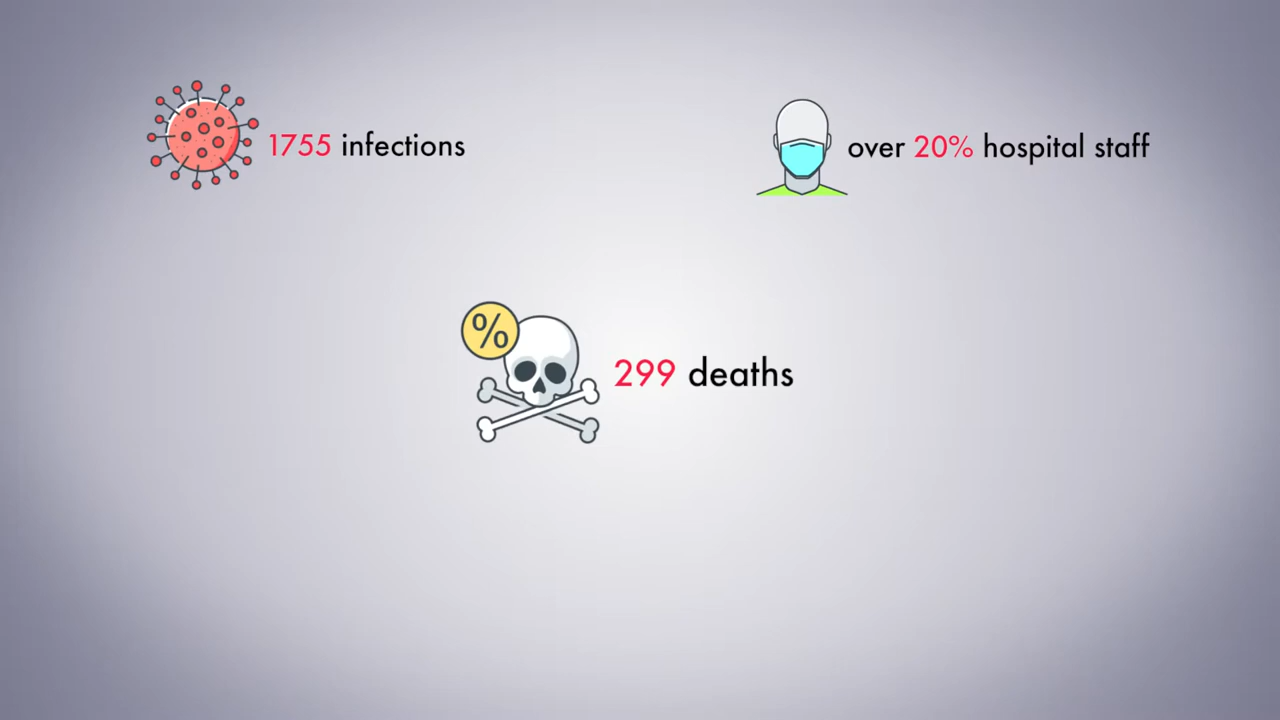 1755 infections
over 20% hospital staff
%
299 deaths